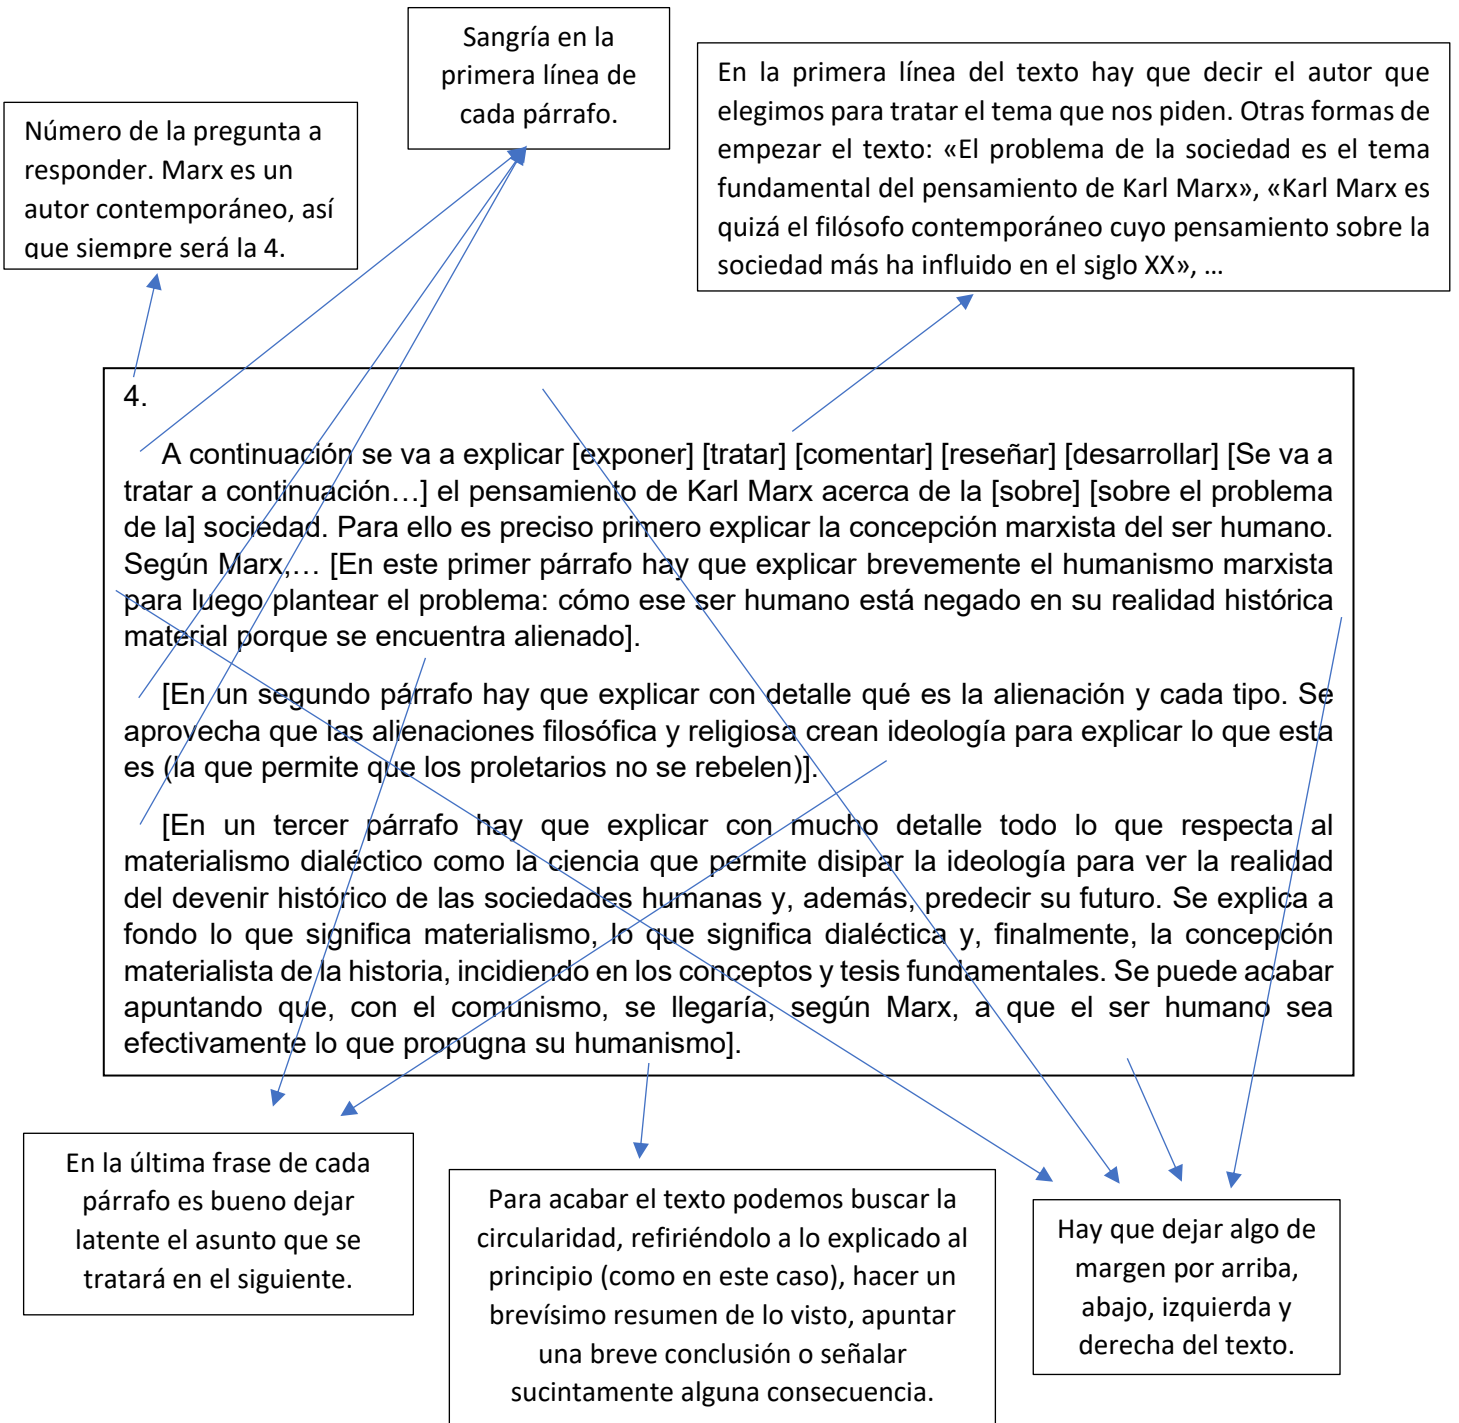 Sangría en la
primera línea de
cada párrafo.
En la primera línea del texto hay que decir el autor que
elegimos para tratar el tema que nos piden. Otras formas de
empezar el texto: «El problema de la sociedad es el tema
fundamental del pensamiento de Karl Marx», «Karl Marx es
quizá el filósofo contemporáneo cuyo pensamiento sobre la
sociedad más ha influido en el siglo XX», …
Número de la pregunta a
responder. Marx es un
autor contemporáneo, así
que siempre será la 4.
4.
A continuación se va a explicar [exponer] [tratar] [comentar] [reseñar] [desarrollar] [Se va a
tratar a continuación…] el pensamiento de Karl Marx acerca de la [sobre] [sobre el problema
de la] sociedad. Para ello es preciso primero explicar la concepción marxista del ser humano.
Según Marx,… [En este primer párrafo hay que explicar brevemente el humanismo marxista
para luego plantear el problema: cómo ese ser humano está negado en su realidad histórica
material porque se encuentra alienado].
[En un segundo párrafo hay que explicar con detalle qué es la alienación y cada tipo. Se
aprovecha que las alienaciones filosófica y religiosa crean ideología para explicar lo que esta
es (la que permite que los proletarios no se rebelen)].
[En un tercer párrafo hay que explicar con mucho detalle todo lo que respecta al
materialismo dialéctico como la ciencia que permite disipar la ideología para ver la realidad
del devenir histórico de las sociedades humanas y, además, predecir su futuro. Se explica a
fondo lo que significa materialismo, lo que significa dialéctica y, finalmente, la concepción
materialista de la historia, incidiendo en los conceptos y tesis fundamentales. Se puede acabar
apuntando que, con el comunismo, se llegaría, según Marx, a que el ser humano sea
efectivamente lo que propugna su humanismo].
En la última frase de cada
párrafo es bueno dejar
latente el asunto que se
tratará en el siguiente.
Para acabar el texto podemos buscar la
circularidad, refiriéndolo a lo explicado al
principio (como en este caso), hacer un
brevísimo resumen de lo visto, apuntar
una breve conclusión o señalar
sucintamente alguna consecuencia.
Hay que dejar algo de
margen por arriba,
abajo, izquierda y
derecha del texto.